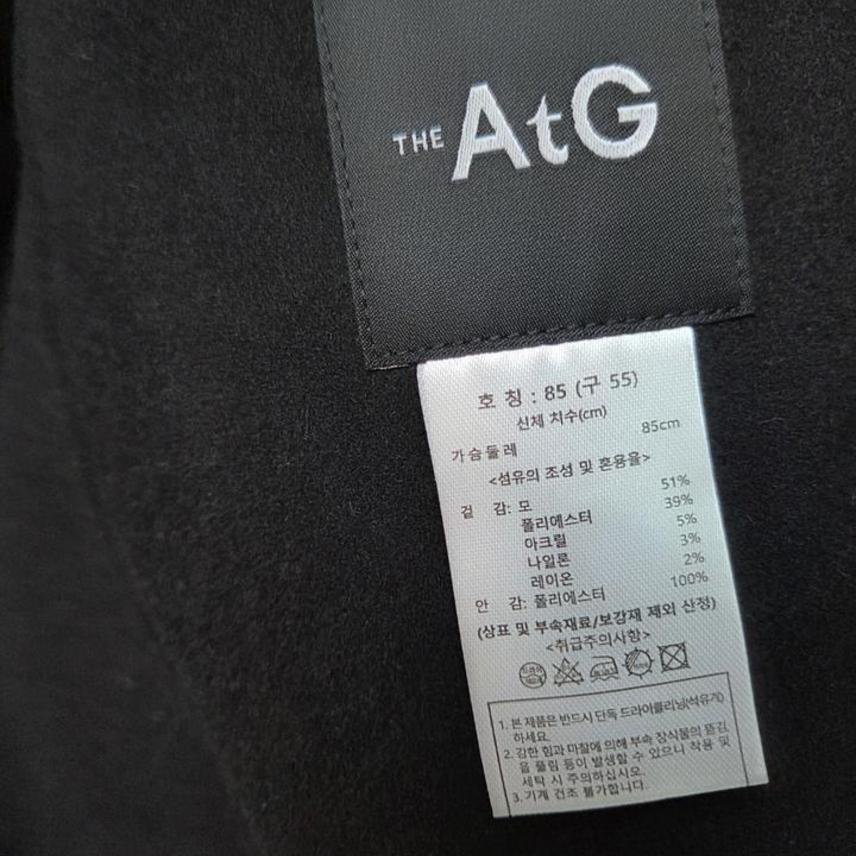 THE AtG
호 칭 : 85 (구 55)
신체 치수(cm)
가슴둘레 85cm
<섬유의 조성 및 혼용율>
겉 감: 모 51%
폴리에스터 39%
아크릴 5%
나일론 3%
레이온 2%
안 감: 폴리에스터 100%
(상표 및 부속재료/보강재 제외 산정)
<취급주의사항>
1. 본 제품은 반드시 단독 드라이클리닝(석유계)
하세요.
2. 강한 힘과 마찰에 의해 부속 장식물의 뜯김,
올 풀림 등이 발생할 수 있으니 착용 및
세탁 시 주의하십시오.
3. 기계 건조 불가합니다.